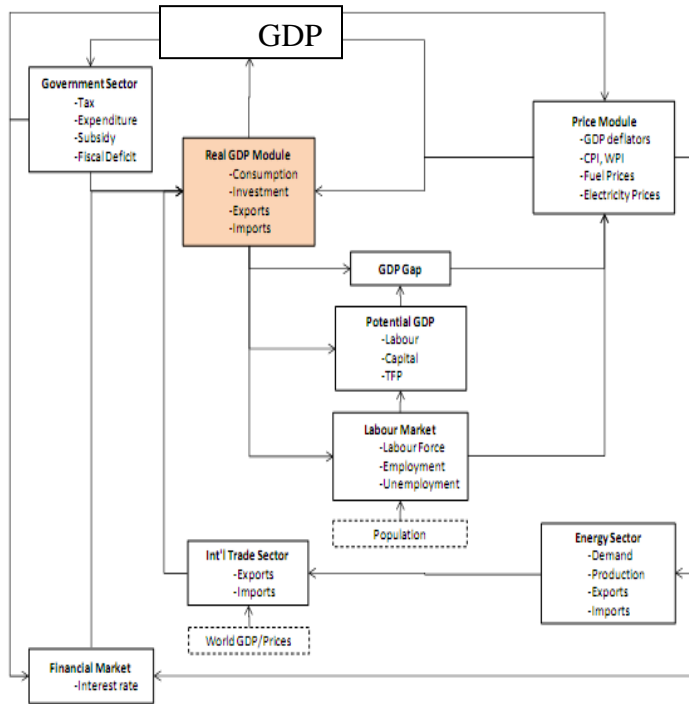 GDP
Government Sector
-Tax
-Expenditure
-Subsidy
-Fiscal Deficit
Real GDP Module
-Consumption
-Investment
-Exports
-Imports
Price Module
-GDP deflators
-CPI, WPI
-Fuel Prices
-Electricity Prices
GDP Gap
Potential GDP
-Labour
-Capital
-TFP
Labour Market
-Labour Force
-Employment
-Unemployment
Population
Int'l Trade Sector
-Exports
-Imports
World GDP/Prices
Energy Sector
-Demand
-Production
-Exports
-Imports
Financial Market
-Interest rate